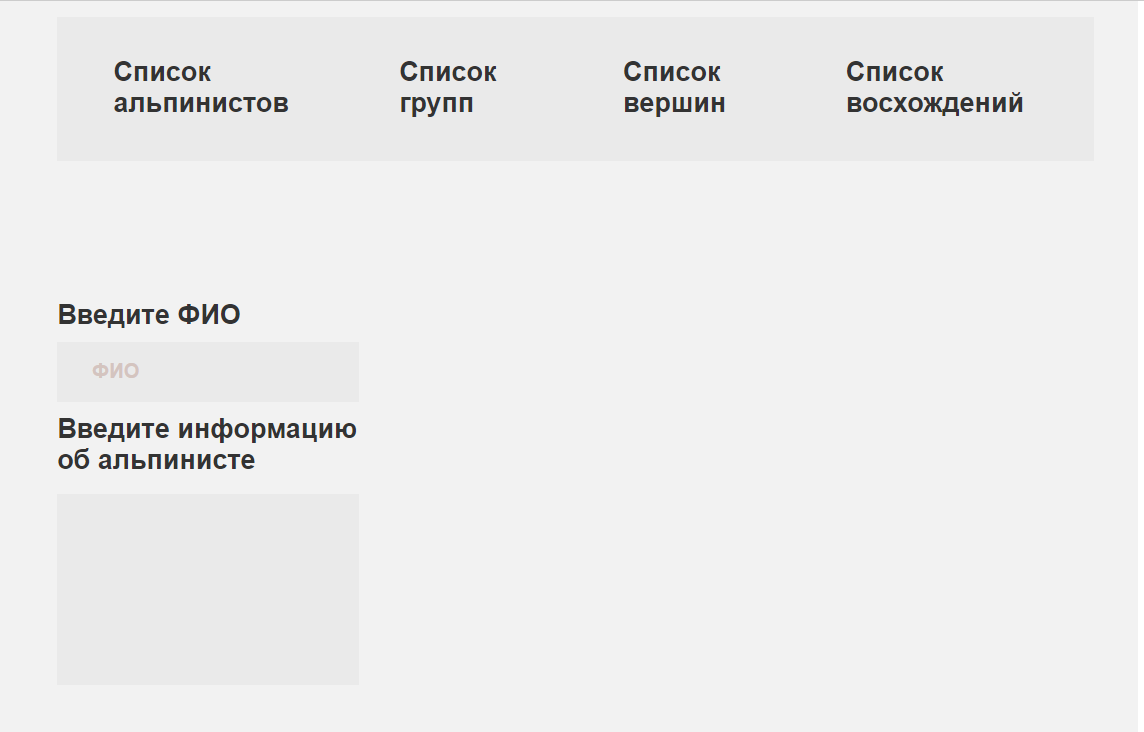 Список
альпинистов
Список
групп
Список
вершин
Список
восхождений
Введите ФИО
ФИО
Введите информацию
об альпинисте